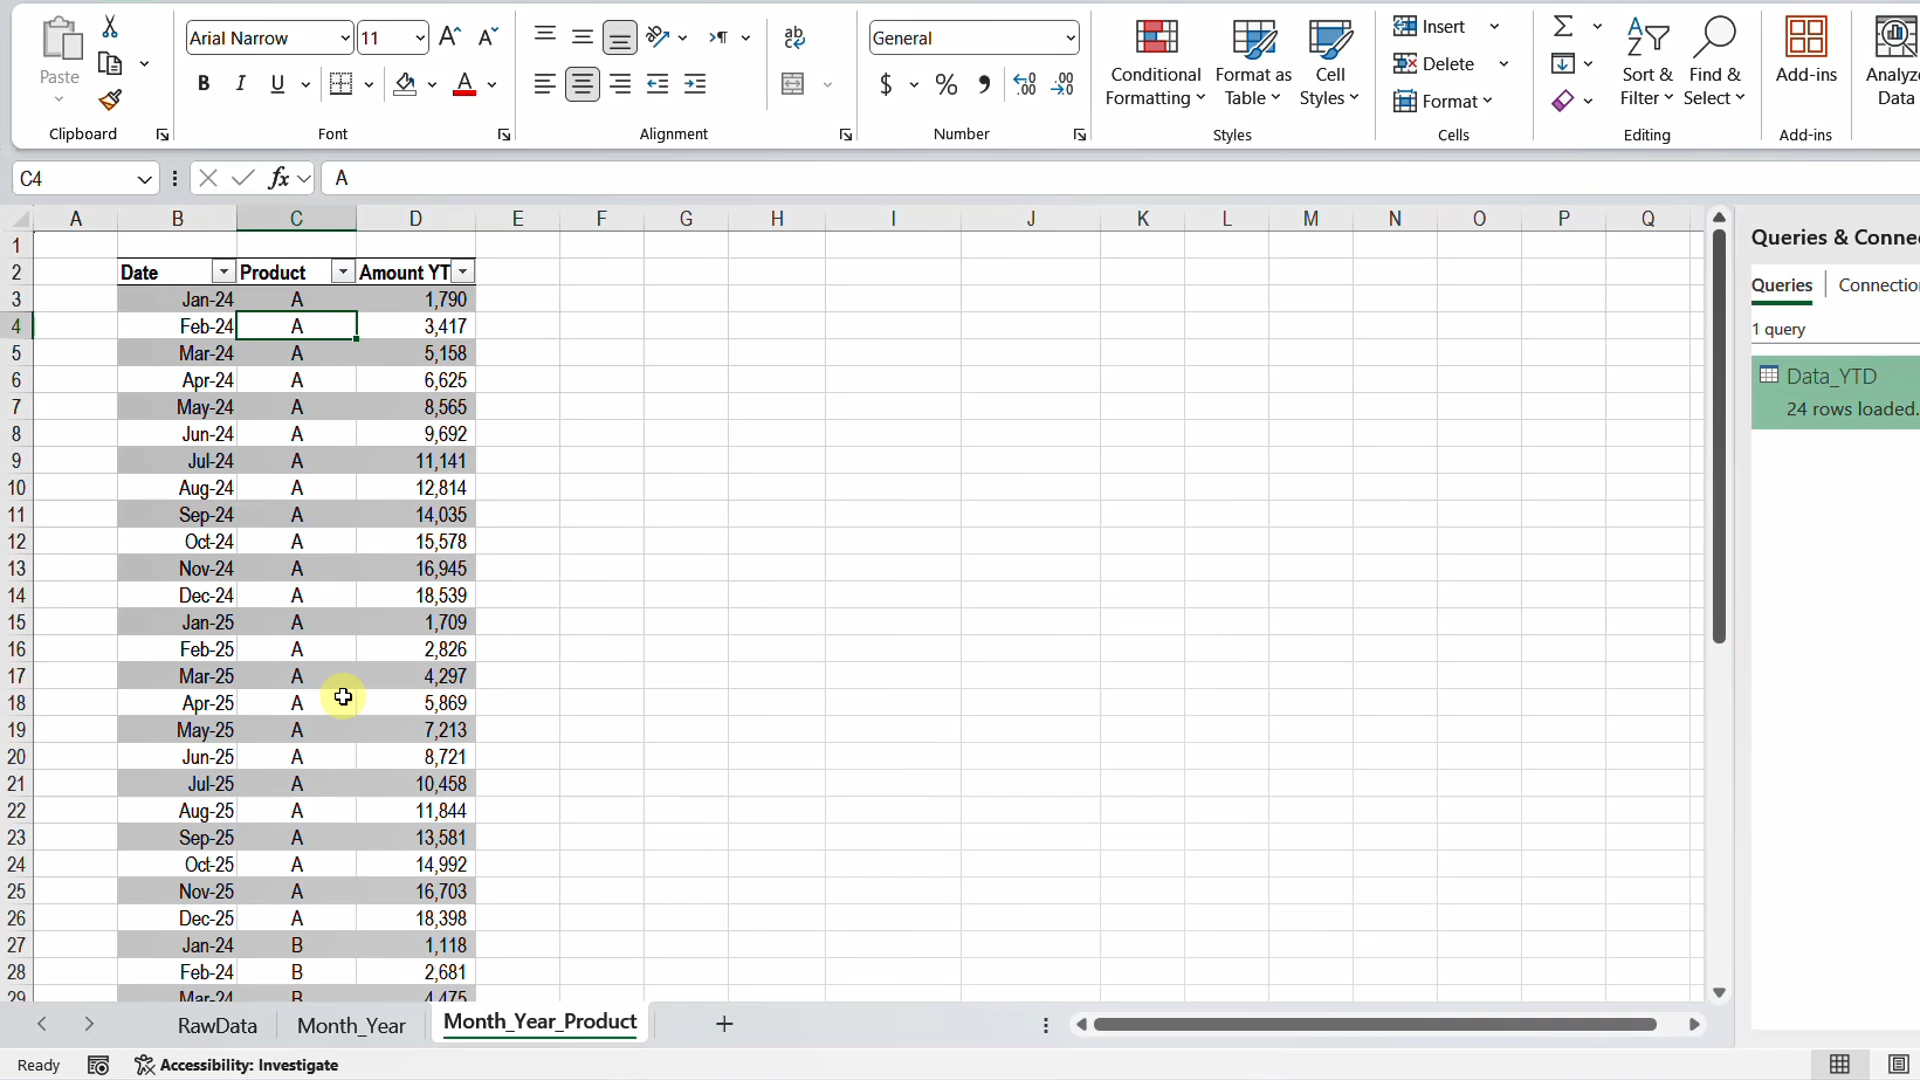 Paste
Clipboard
Arial Narrow
11
B I U
Font
Alignment
General
$ %
Number
Conditional
Formatting
Format as
Table
Cell
Styles
Styles
Insert
Delete
Format
Cells
Sort &
Filter
Find &
Select
Editing
Add-ins
Add-ins
Analyze
Data
C4
fx
A
A B C D E F G H I J K L M N O P Q
1
2 Date Product Amount YT
3 Jan-24 A 1,790
4 Feb-24 A 3,417
5 Mar-24 A 5,158
6 Apr-24 A 6,625
7 May-24 A 8,565
8 Jun-24 A 9,692
9 Jul-24 A 11,141
10 Aug-24 A 12,814
11 Sep-24 A 14,035
12 Oct-24 A 15,578
13 Nov-24 A 16,945
14 Dec-24 A 18,539
15 Jan-25 A 1,709
16 Feb-25 A 2,826
17 Mar-25 A 4,297
18 Apr-25 A 5,869
19 May-25 A 7,213
20 Jun-25 A 8,721
21 Jul-25 A 10,458
22 Aug-25 A 11,844
23 Sep-25 A 13,581
24 Oct-25 A 14,992
25 Nov-25 A 16,703
26 Dec-25 A 18,398
27 Jan-24 B 1,118
28 Feb-24 B 2,681
29 Mar-24 B 4,475
Queries & Conne
Queries
Connectio
1 query
Data_YTD
24 rows loaded.
RawData
Month_Year
Month_Year_Product
Ready
Accessibility: Investigate